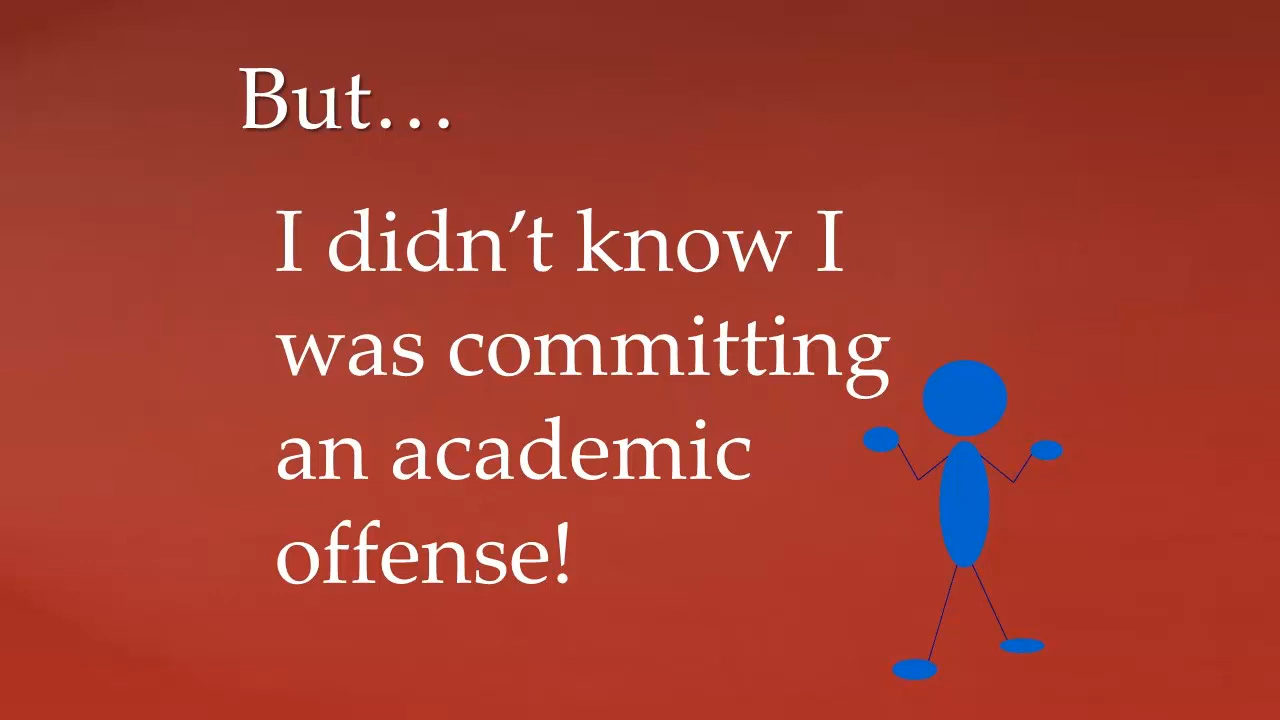 But…
I didn’t know I
was committing
an academic
offense!